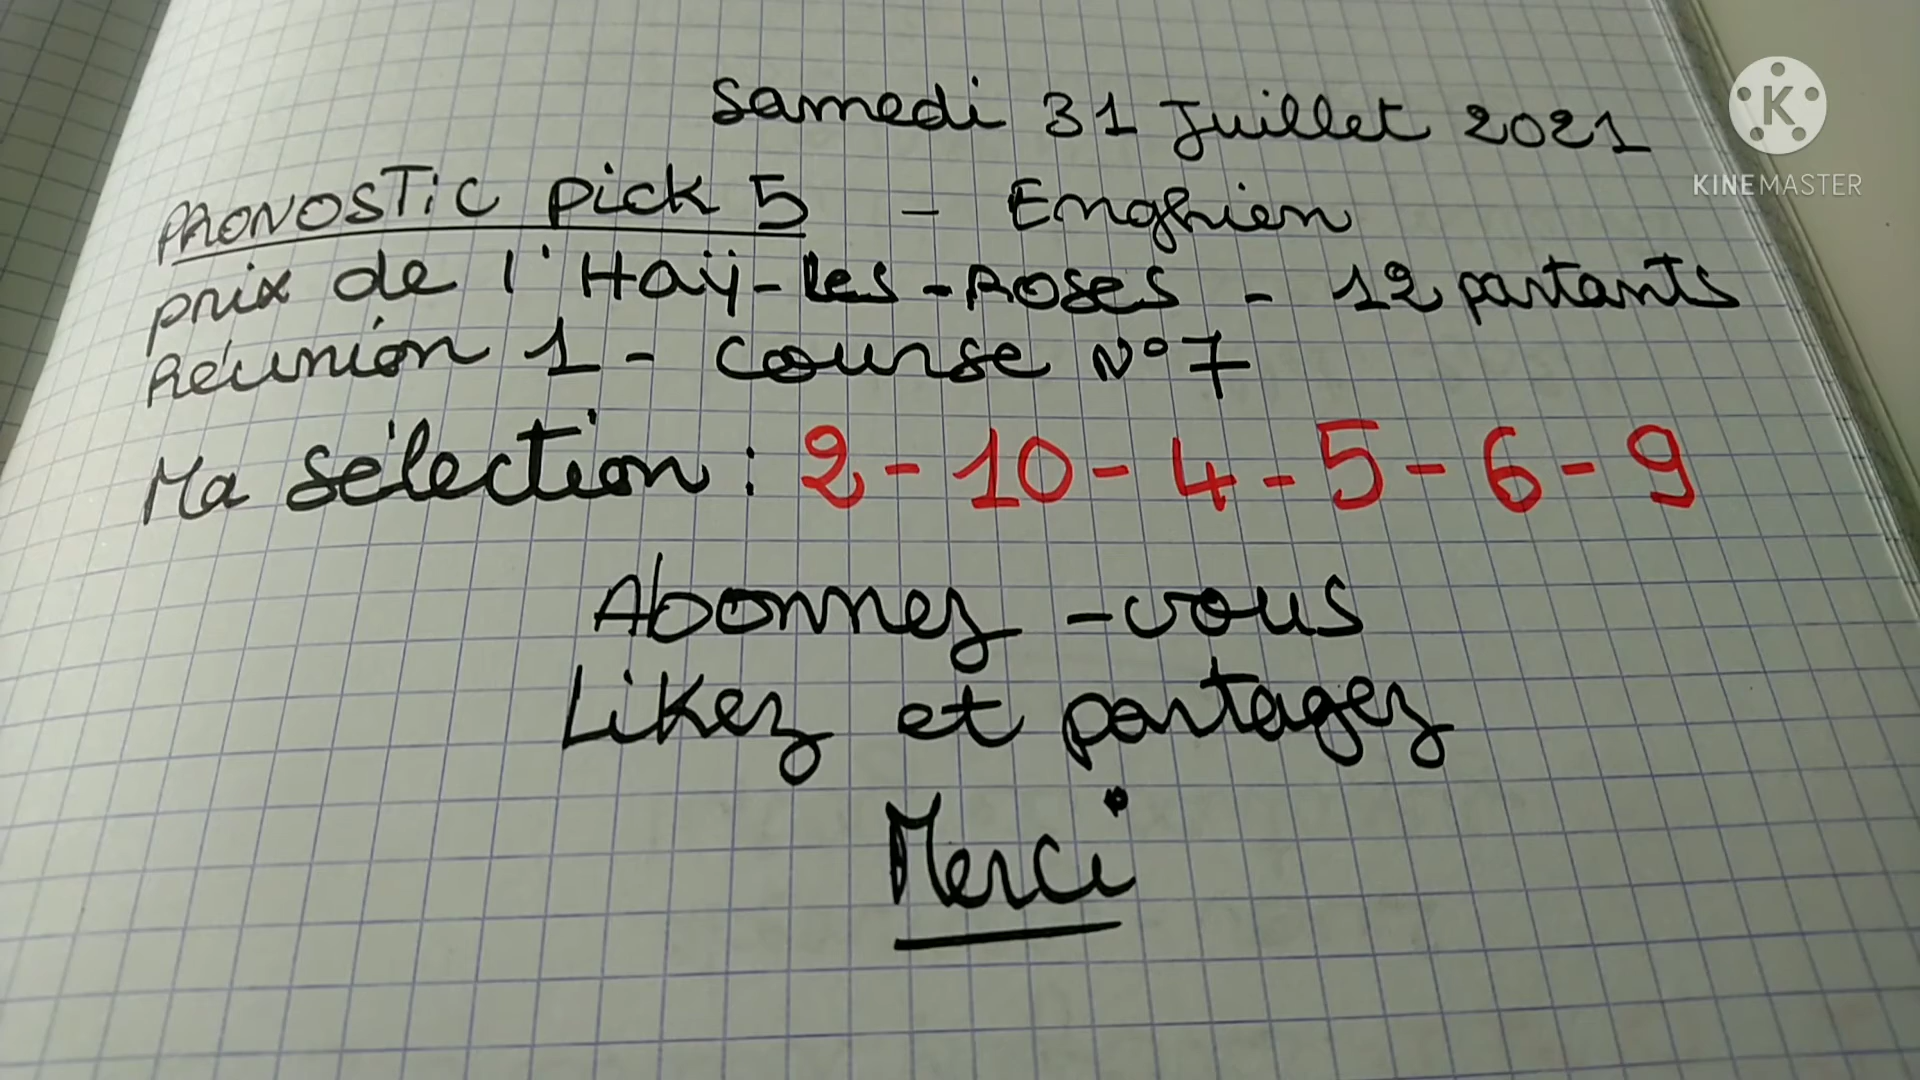 Samedi 31 Juillet 2021
PRONOSTIC pick 5 - Enghien
prix de l'Haÿ-Les-Roses - 12 partants
Réunion 1 - course N°7
Ma sélection : 2 - 10 - 4 - 5 - 6 - 9
Abonnez-vous
Likez et partagez
Merci
K
KINEMASTER